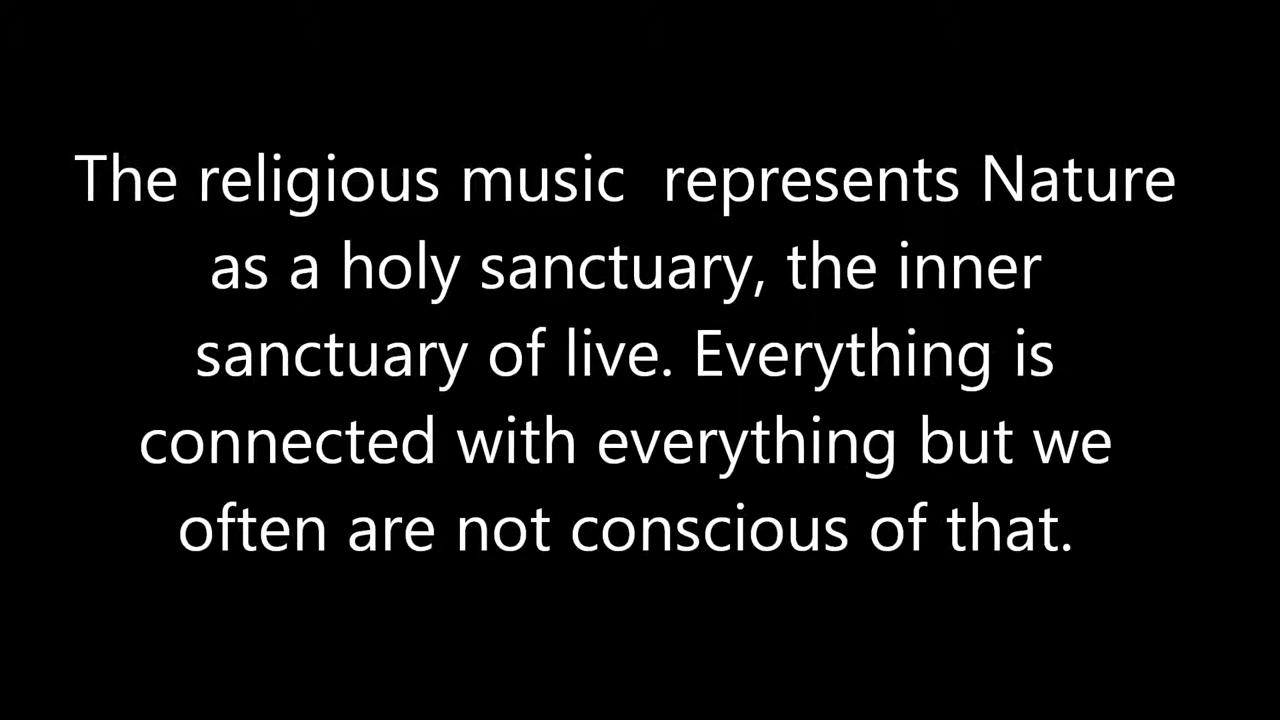 The religious music  represents Nature
as a holy sanctuary, the inner
sanctuary of live. Everything is
connected with everything but we
often are not conscious of that.